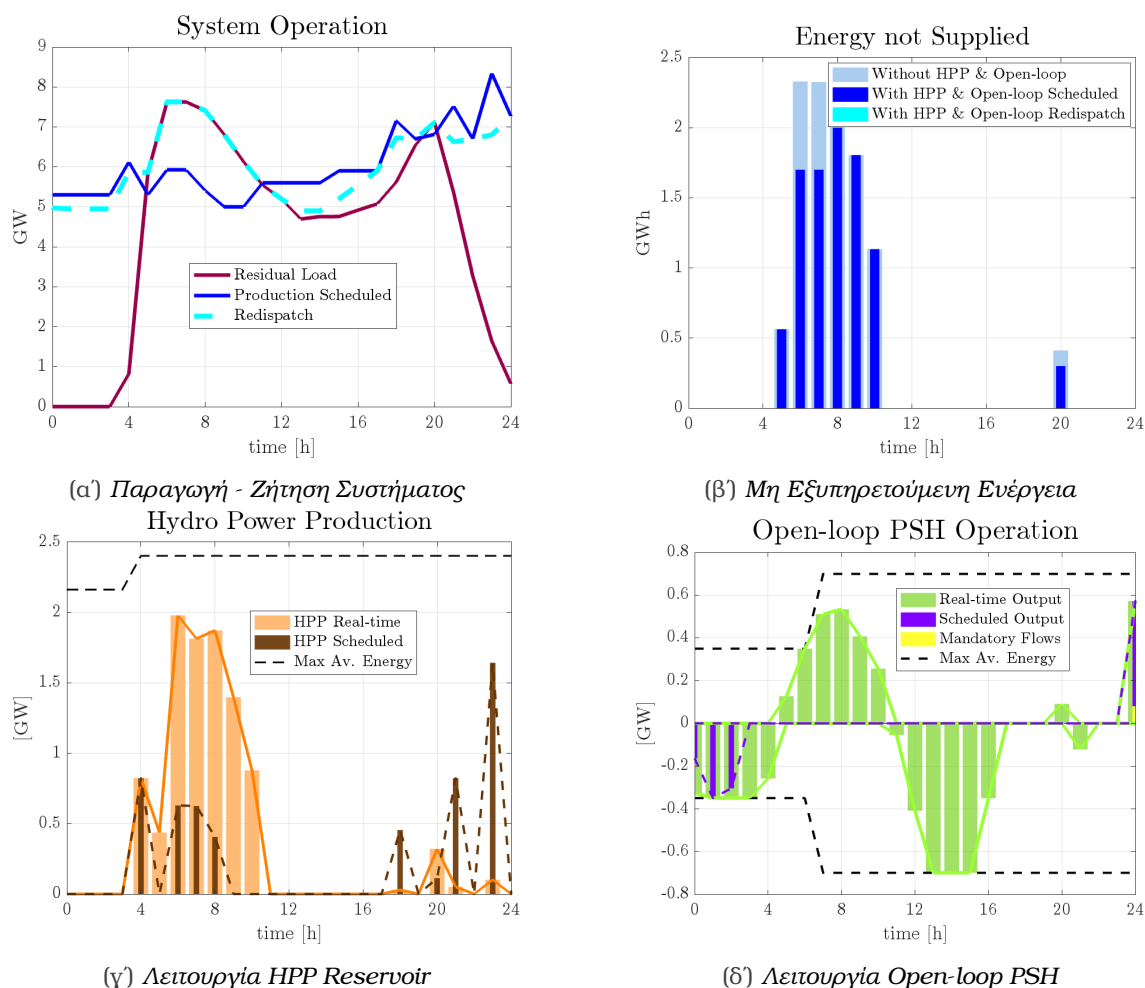 System Operation
9
8
7
6
5
4
3
2
1
0
GW
Residual Load
Production Scheduled
Redispatch
0 4 8 12 16 20 24
time [h]
(α΄) Παραγωγή - Ζήτηση Συστήματος
Energy not Supplied
2.5
2
1.5
1
0.5
0
GWh
Without HPP & Open-loop
With HPP & Open-loop Scheduled
With HPP & Open-loop Redispatch
0 4 8 12 16 20 24
time [h]
(β΄) Μη Εξυπηρετούμενη Ενέργεια
Hydro Power Production
2.5
2
1.5
1
0.5
0
[GW]
HPP Real-time
HPP Scheduled
Max Av. Energy
0 4 8 12 16 20 24
time [h]
(γ΄) Λειτουργία HPP Reservoir
Open-loop PSH Operation
0.8
0.6
0.4
0.2
0
-0.2
-0.4
-0.6
-0.8
[GW]
Real-time Output
Scheduled Output
Mandatory Flows
Max Av. Energy
0 4 8 12 16 20 24
time [h]
(δ΄) Λειτουργία Open-loop PSH